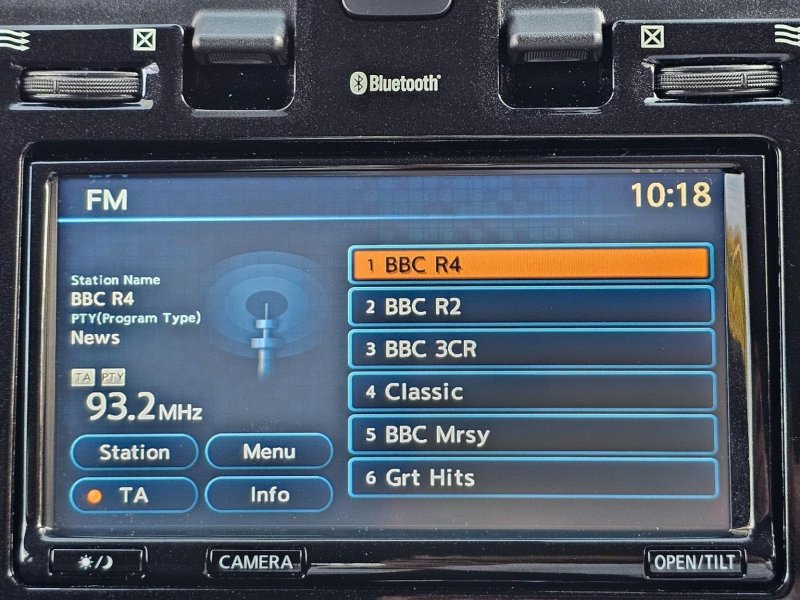 Bluetooth
FM
10:18
Station Name
BBC R4
PTY(Program Type)
News
TA PTY
93.2MHz
Station
Menu
TA
Info
1 BBC R4
2 BBC R2
3 BBC 3CR
4 Classic
5 BBC Mrsy
6 Grt Hits
CAMERA
OPEN/TILT